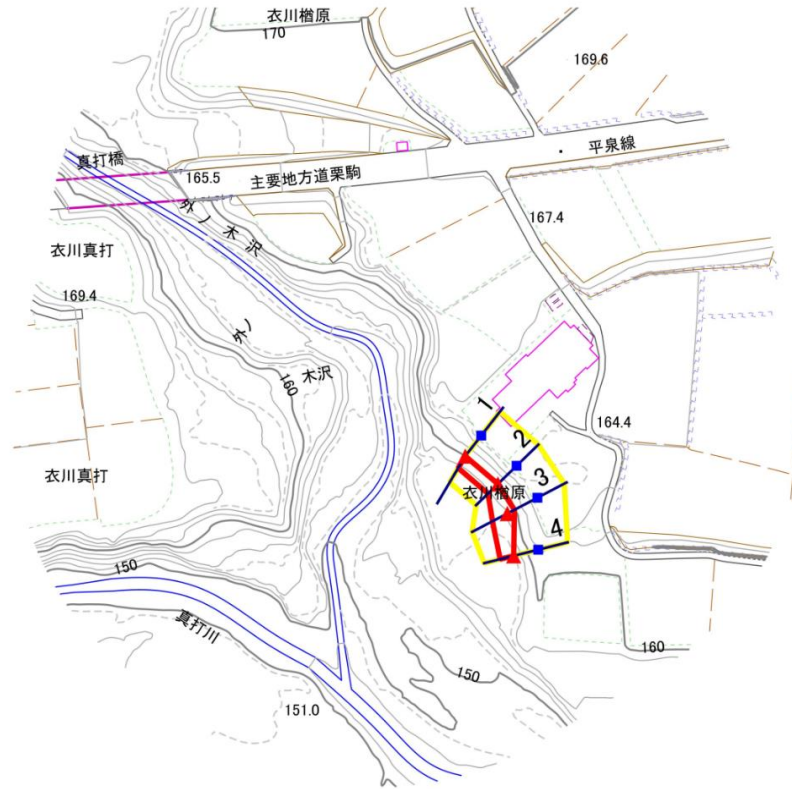 衣川楢原
170
169.6
平泉線
真打橋
165.5
主要地方道栗駒
外ノ木沢
167.4
衣川真打
169.4
外ノ
木沢
160
1
2
164.4
3
衣川真打
衣川楢原
4
150
真打川
160
150
151.0